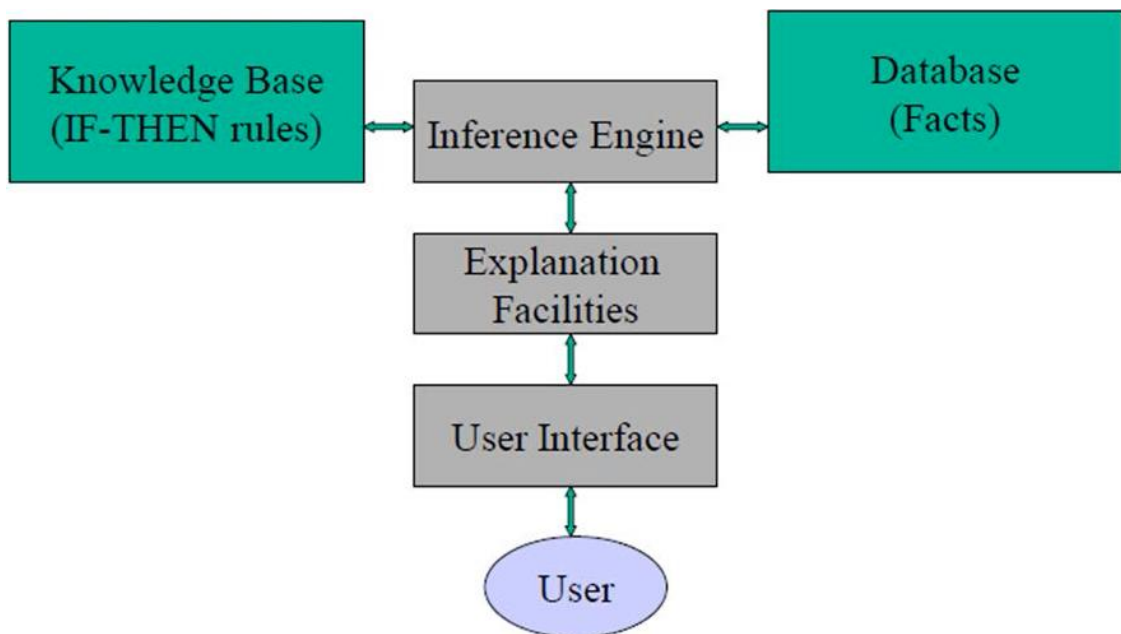 Knowledge Base
(IF-THEN rules)
Inference Engine
Database
(Facts)
Explanation
Facilities
User Interface
User